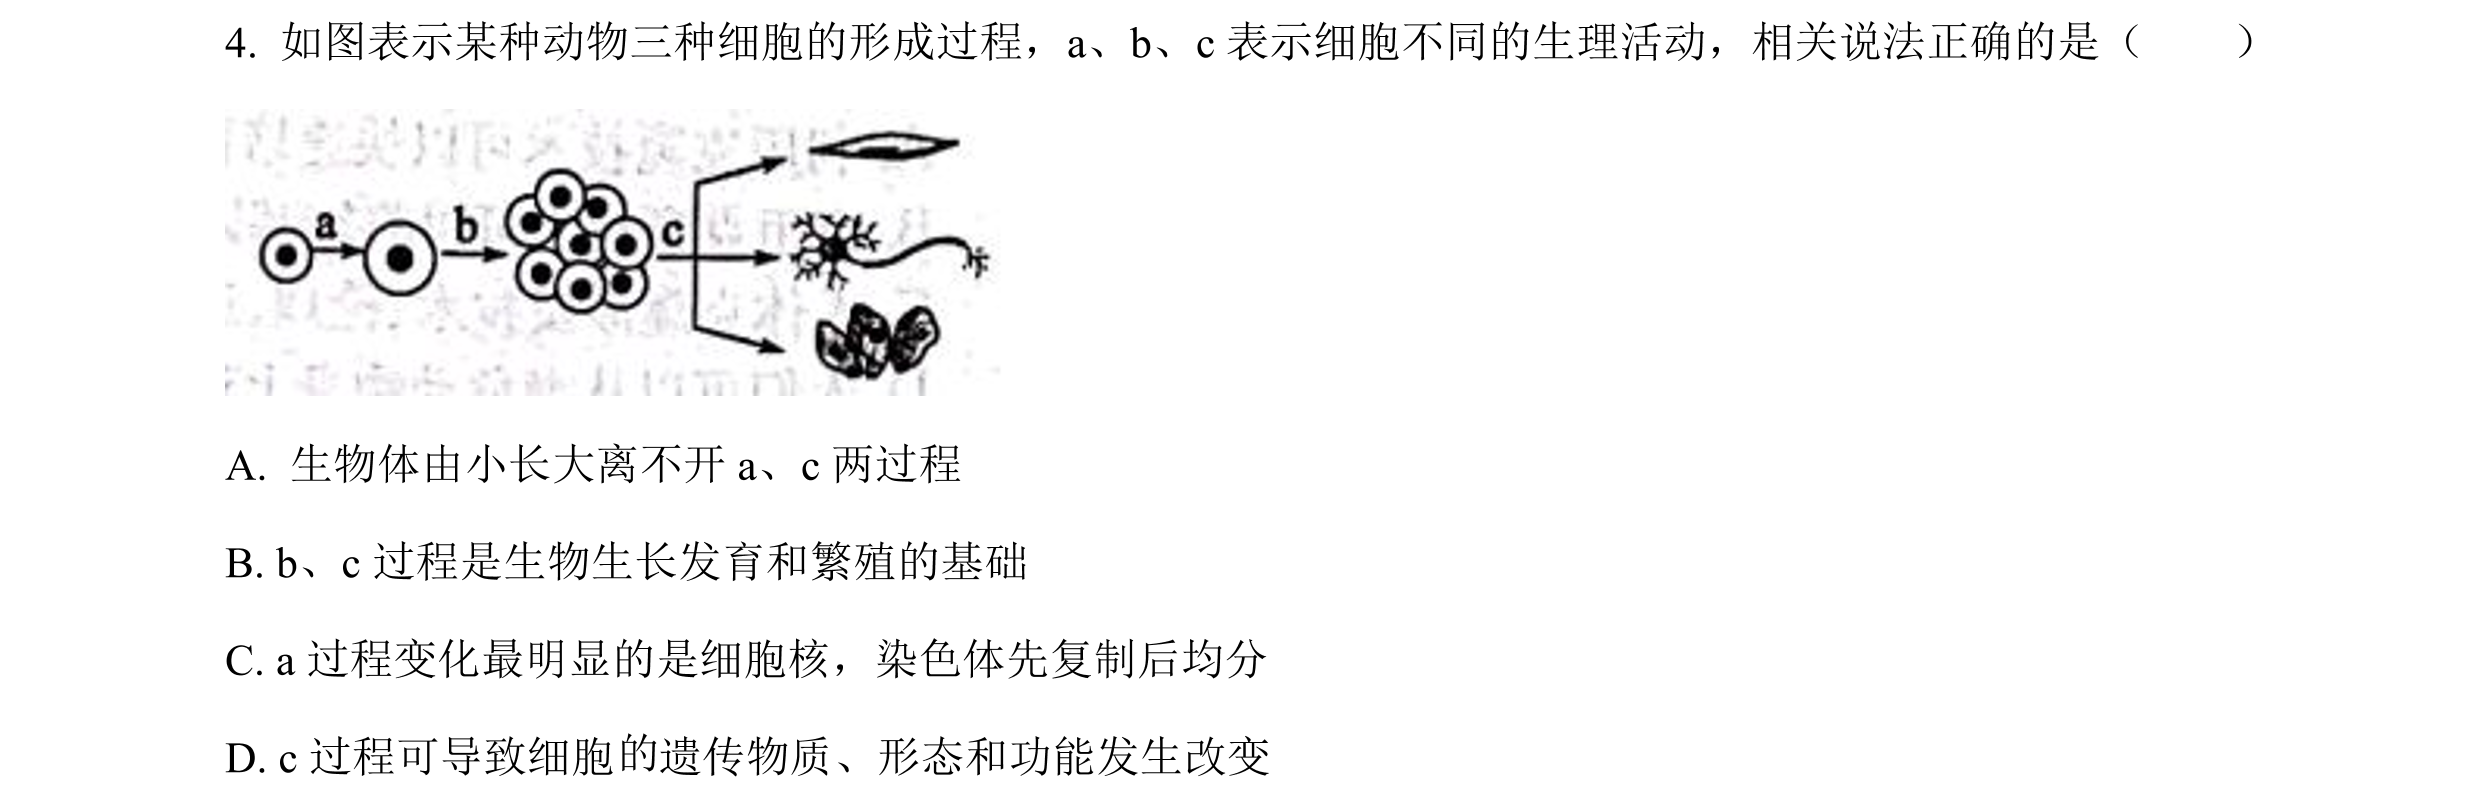 4. 如图表示某种动物三种细胞的形成过程，a、b、c 表示细胞不同的生理活动，相关说法正确的是（　　）
a
b
c
A. 生物体由小长大离不开 a、c 两过程
B. b、c 过程是生物生长发育和繁殖的基础
C. a 过程变化最明显的是细胞核，染色体先复制后均分
D. c 过程可导致细胞的遗传物质、形态和功能发生改变